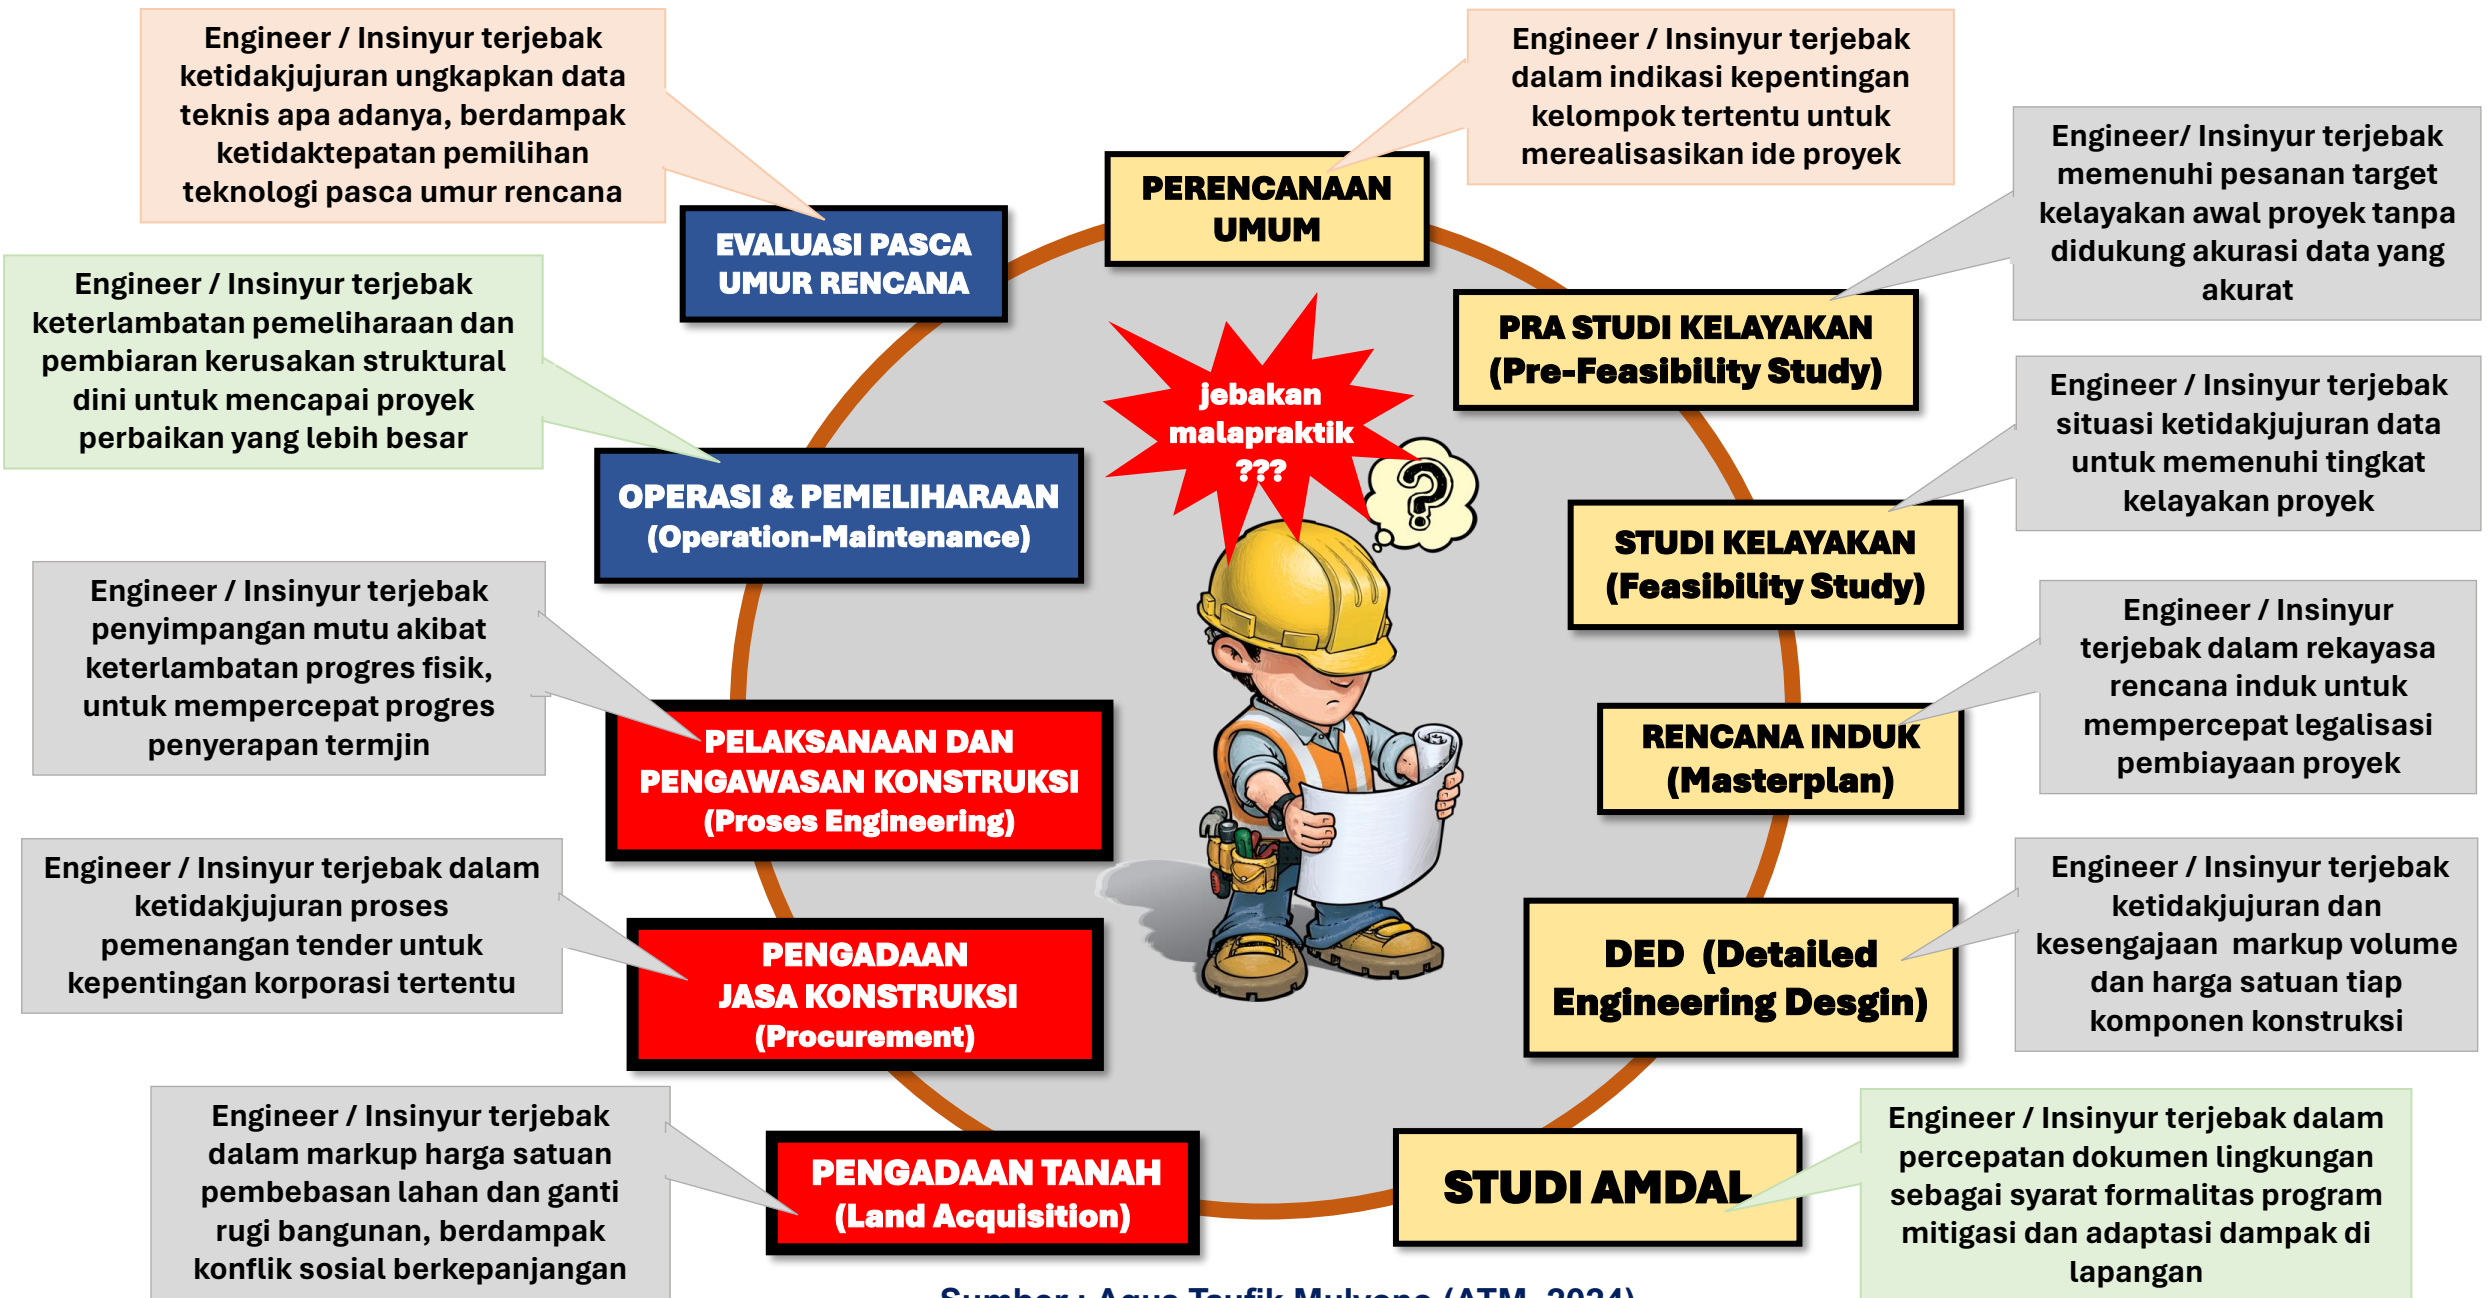 Engineer / Insinyur terjebak
ketidakjujuran ungkapkan data
teknis apa adanya, berdampak
ketidaktepatan pemilihan
teknologi pasca umur rencana
Engineer / Insinyur terjebak
dalam indikasi kepentingan
kelompok tertentu untuk
merealisasikan ide proyek
Engineer/ Insinyur terjebak
memenuhi pesanan target
kelayakan awal proyek tanpa
didukung akurasi data yang
akurat
PERENCANAAN
UMUM
EVALUASI PASCA
UMUR RENCANA
Engineer / Insinyur terjebak
keterlambatan pemeliharaan dan
pembiaran kerusakan struktural
dini untuk mencapai proyek
perbaikan yang lebih besar
PRA STUDI KELAYAKAN
(Pre-Feasibility Study)
jebakan
malapraktik
???
?
Engineer / Insinyur terjebak
situasi ketidakjujuran data
untuk memenuhi tingkat
kelayakan proyek
OPERASI & PEMELIHARAAN
(Operation-Maintenance)
STUDI KELAYAKAN
(Feasibility Study)
Engineer / Insinyur terjebak
penyimpangan mutu akibat
keterlambatan progres fisik,
untuk mempercepat progres
penyerapan termjin
Engineer / Insinyur
terjebak dalam rekayasa
rencana induk untuk
mempercepat legalisasi
pembiayaan proyek
PELAKSANAAN DAN
PENGAWASAN KONSTRUKSI
(Proses Engineering)
RENCANA INDUK
(Masterplan)
Engineer / Insinyur terjebak dalam
ketidakjujuran proses
pemenangan tender untuk
kepentingan korporasi tertentu
Engineer / Insinyur terjebak
ketidakjujuran dan
kesengajaan markup volume
dan harga satuan tiap
komponen konstruksi
PENGADAAN
JASA KONSTRUKSI
(Procurement)
DED (Detailed
Engineering Desgin)
Engineer / Insinyur terjebak
dalam markup harga satuan
pembebasan lahan dan ganti
rugi bangunan, berdampak
konflik sosial berkepanjangan
PENGADAAN TANAH
(Land Acquisition)
STUDI AMDAL
Engineer / Insinyur terjebak dalam
percepatan dokumen lingkungan
sebagai syarat formalitas program
mitigasi dan adaptasi dampak di
lapangan
Sumber : Agus Taufik Mulyono (ATM, 2024)